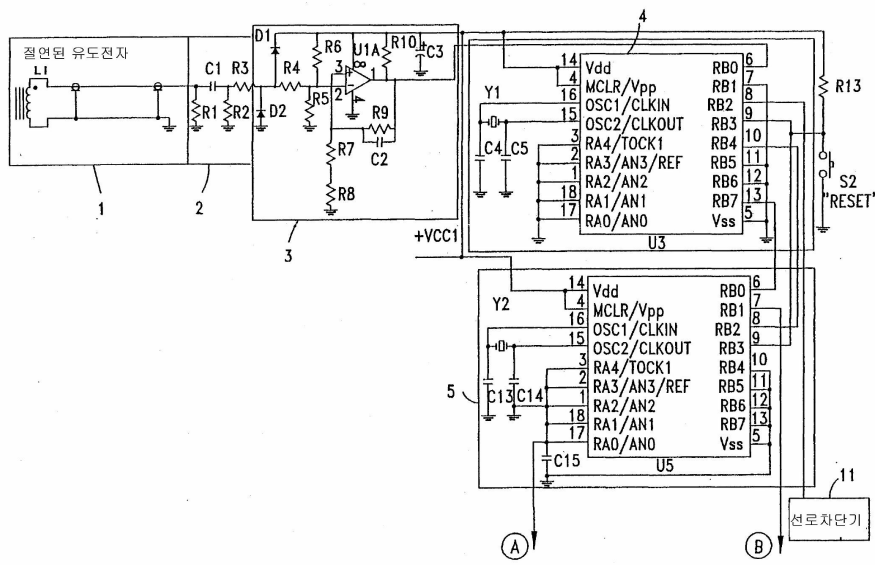 절연된 유도전자
L1
C1
R3
R1
R2
D1
D2
R4
R6
R5
U1A
8
3
2
1
4
R10
C3
R9
C2
R7
R8
1
2
3
4
14 Vdd RB0 6
4 MCLR/Vpp RB1 7
16 OSC1/CLKIN RB2 8
15 OSC2/CLKOUT RB3 9
3 RA4/TOCK1 RB4 10
2 RA3/AN3/REF RB5 11
1 RA2/AN2 RB6 12
18 RA1/AN1 RB7 13
17 RA0/AN0 Vss 5
U3
Y1
C4
C5
R13
S2
"RESET"
+VCC1
14 Vdd RB0 6
4 MCLR/Vpp RB1 7
16 OSC1/CLKIN RB2 8
15 OSC2/CLKOUT RB3 9
3 RA4/TOCK1 RB4 10
2 RA3/AN3/REF RB5 11
1 RA2/AN2 RB6 12
18 RA1/AN1 RB7 13
17 RA0/AN0 Vss 5
U5
Y2
C13
C14
C15
5
11
선로차단기
A
B